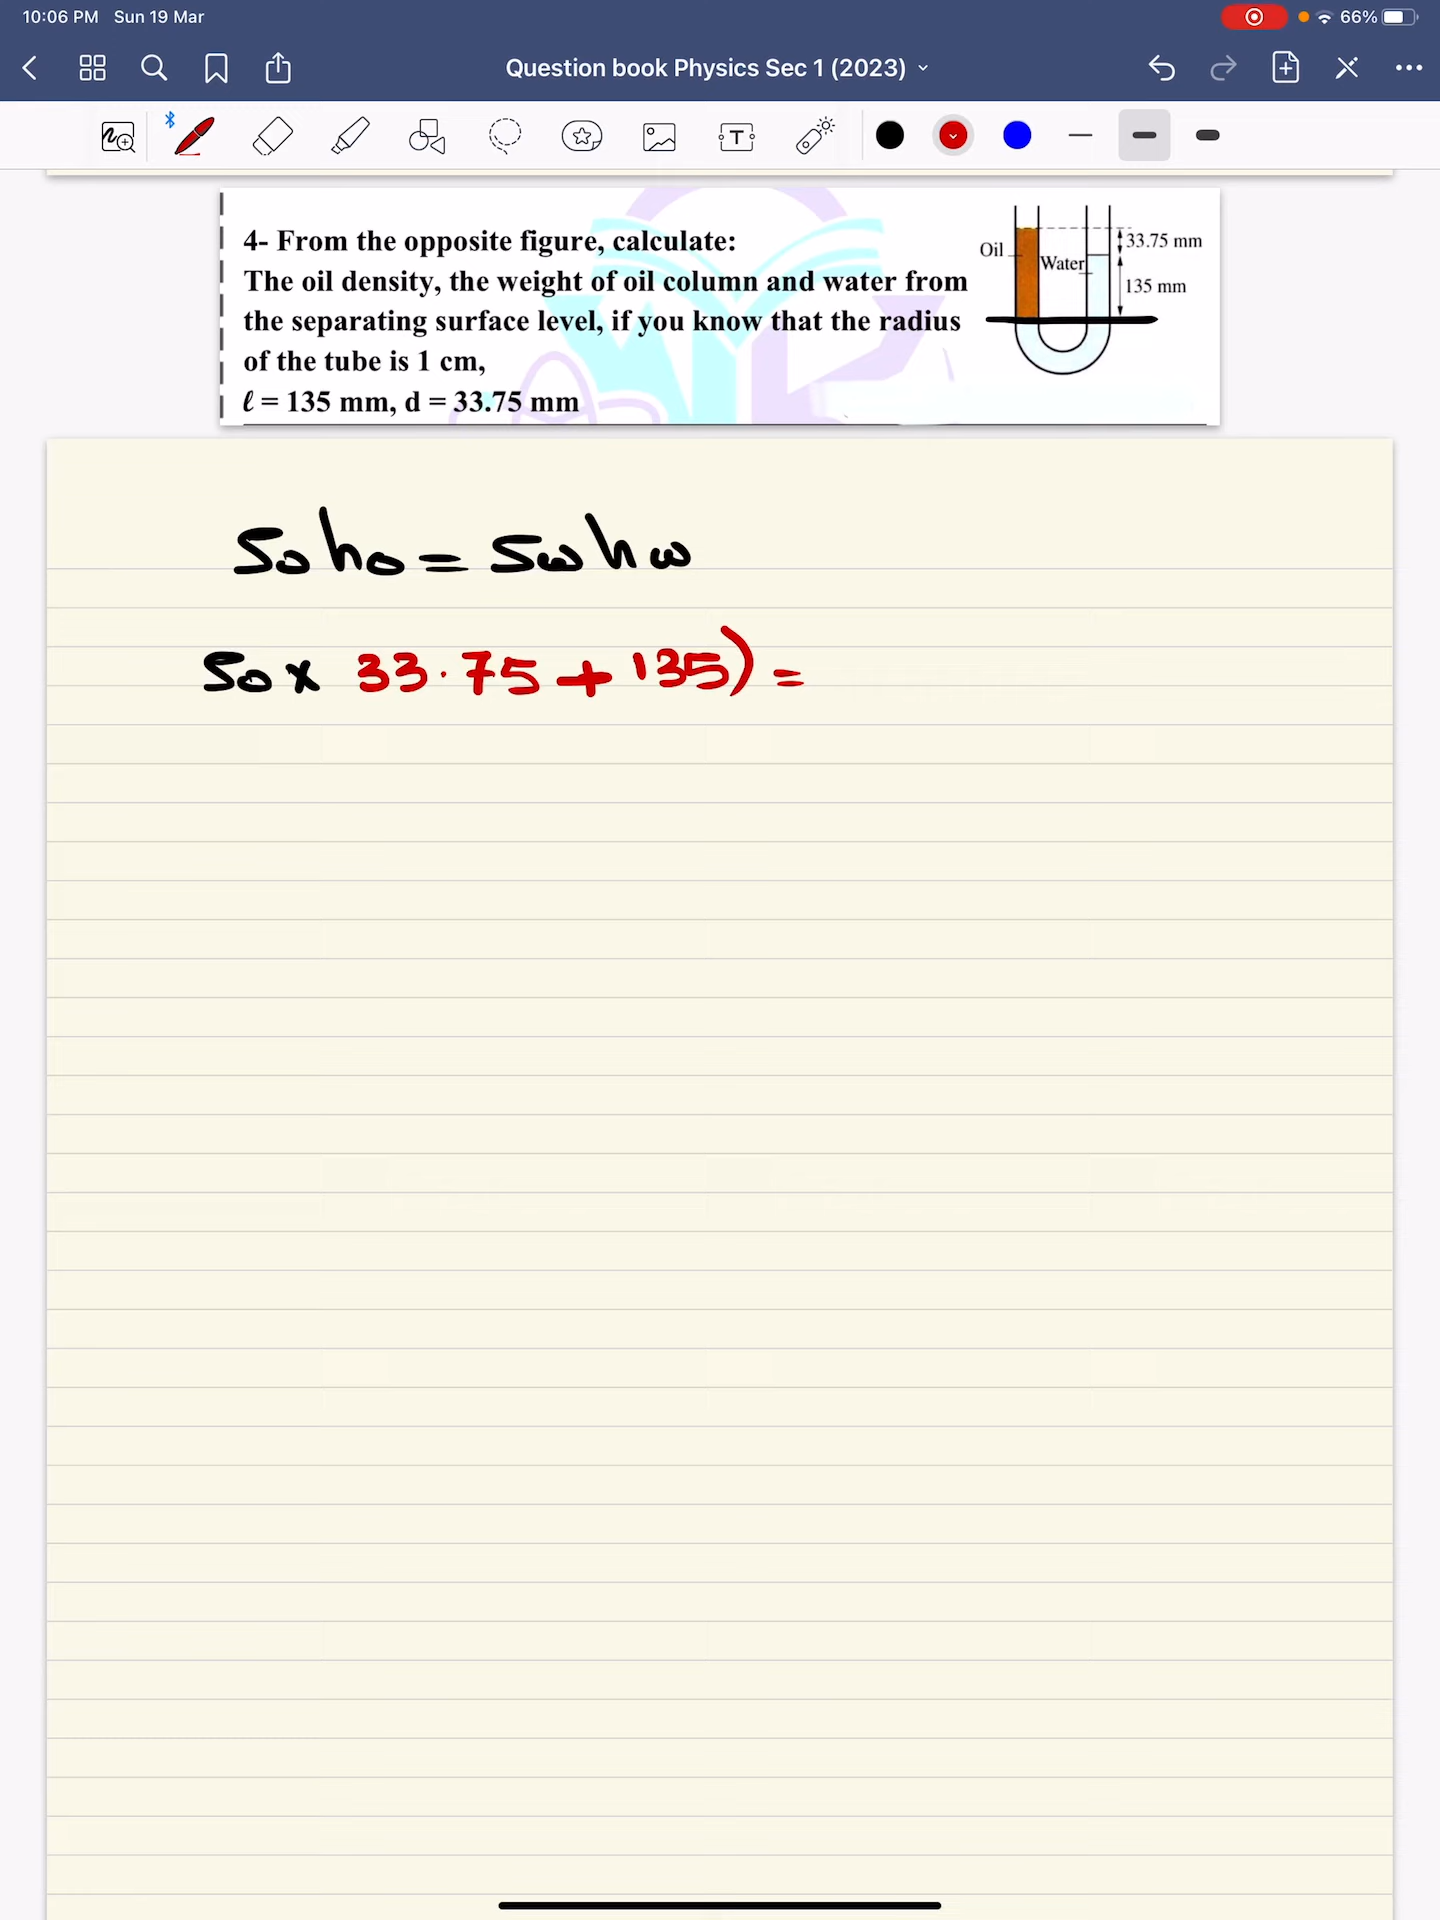 10:06 PM Sun 19 Mar 66%
Question book Physics Sec 1 (2023)
T
4- From the opposite figure, calculate:
The oil density, the weight of oil column and water from
the separating surface level, if you know that the radius
of the tube is 1 cm,
ℓ = 135 mm, d = 33.75 mm
Oil
Water
33.75 mm
135 mm
So ho = Sw hw
So x 33.75 + 135) =